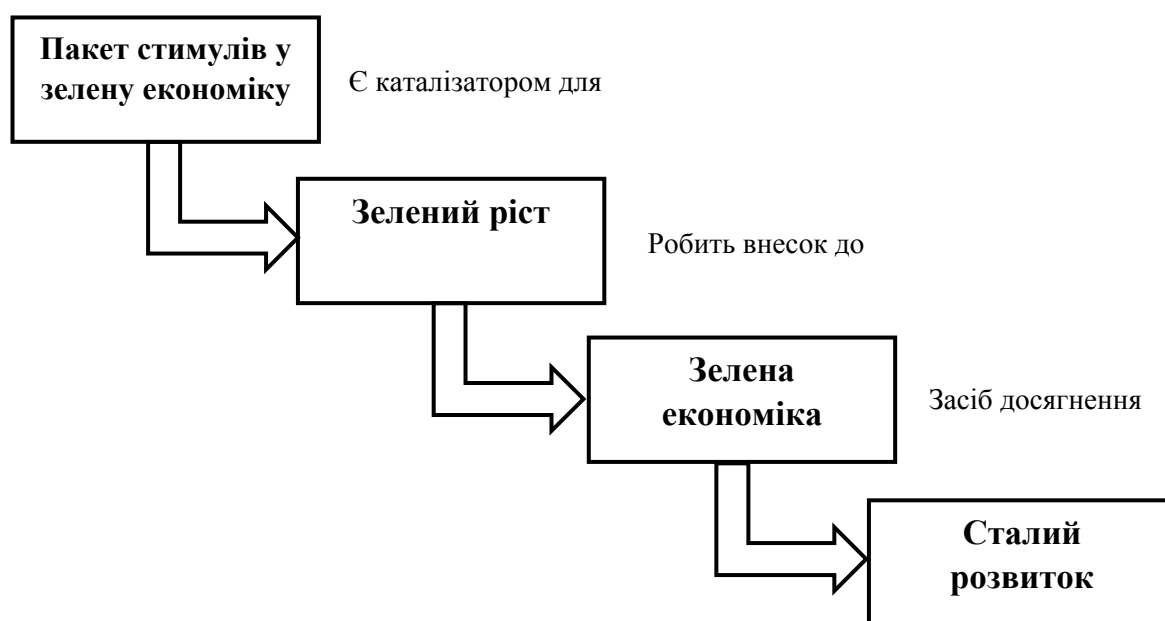 Пакет стимулів у
зелену економіку
Є каталізатором для
Зелений ріст
Робить внесок до
Зелена
економіка
Засіб досягнення
Сталий
розвиток